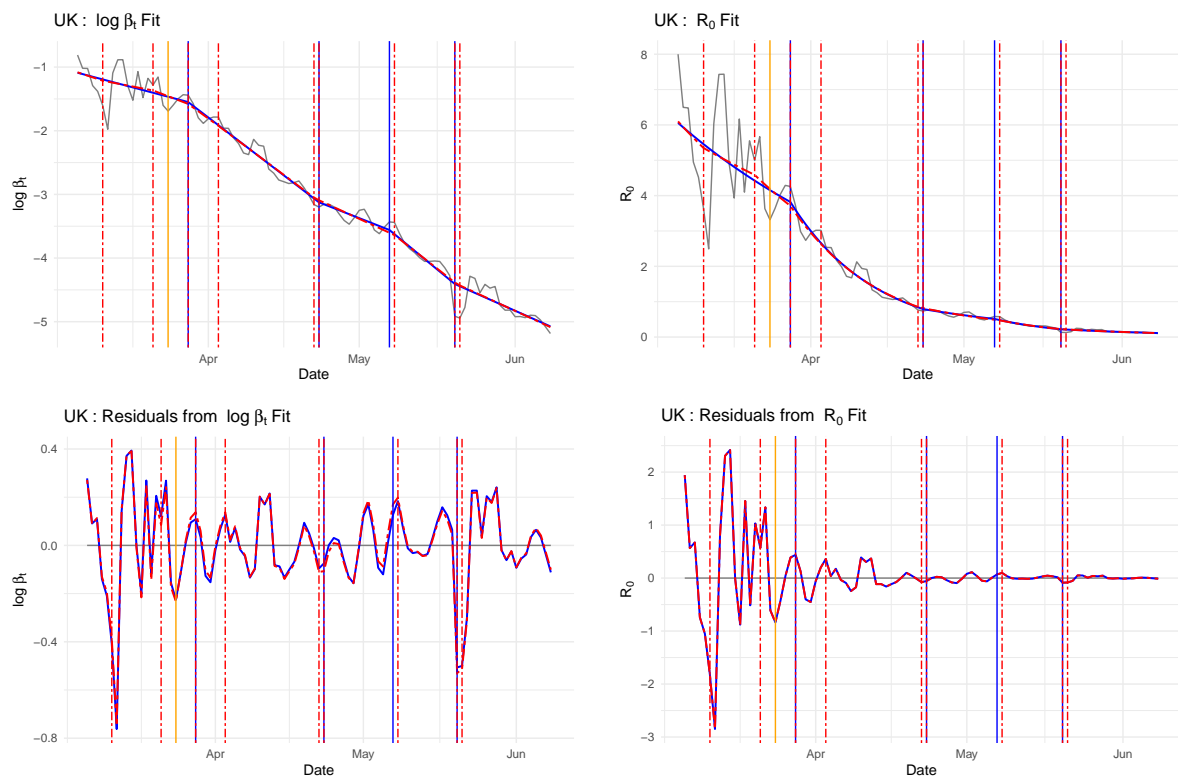 UK : log βt Fit
−1
−2
−3
−4
−5
log βt
Apr
May
Jun
Date
UK : R0 Fit
8
6
4
2
0
R0
Apr
May
Jun
Date
UK : Residuals from log βt Fit
0.4
0.0
−0.4
−0.8
log βt
Apr
May
Jun
Date
UK : Residuals from R0 Fit
2
1
0
−1
−2
−3
R0
Apr
May
Jun
Date